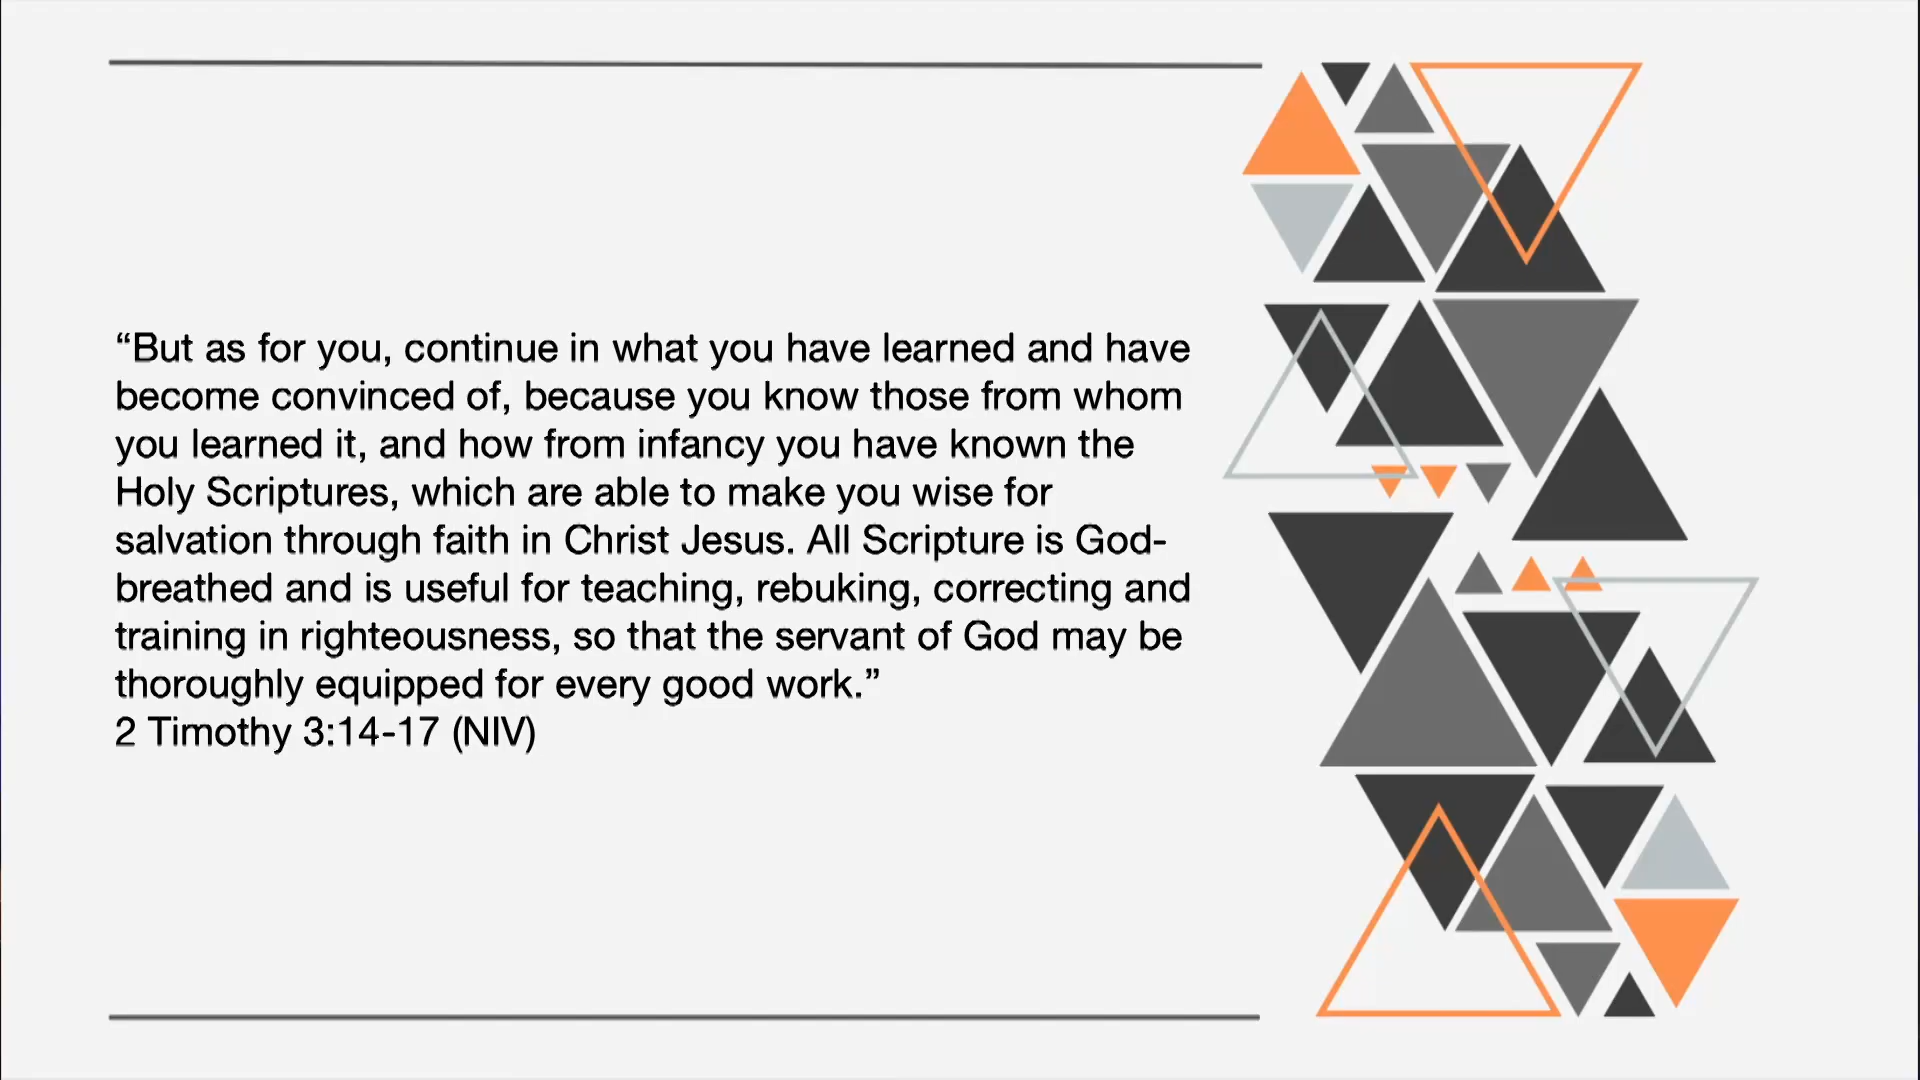 “But as for you, continue in what you have learned and have
become convinced of, because you know those from whom
you learned it, and how from infancy you have known the
Holy Scriptures, which are able to make you wise for
salvation through faith in Christ Jesus. All Scripture is God-
breathed and is useful for teaching, rebuking, correcting and
training in righteousness, so that the servant of God may be
thoroughly equipped for every good work.”
2 Timothy 3:14-17 (NIV)